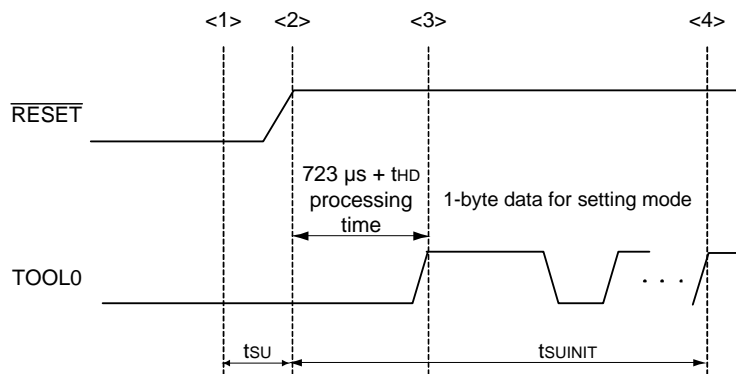 <1> <2> <3> <4>
RESET
723 µs + tHD
processing
time
1-byte data for setting mode
TOOL0
. . .
tSU
tSUINIT